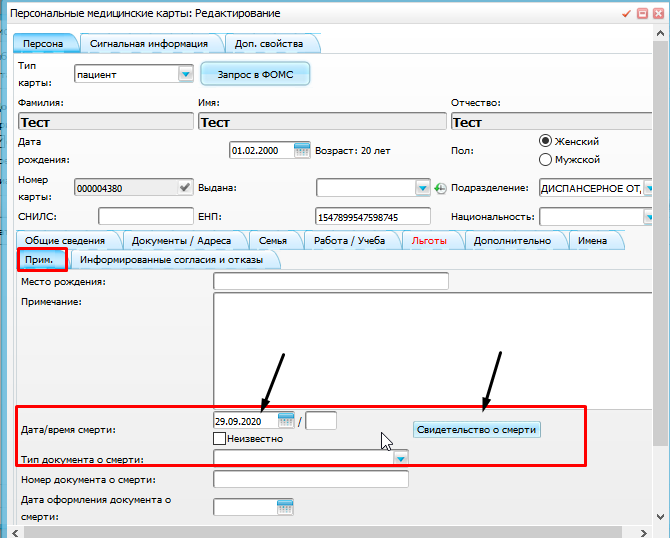 Персональные медицинские карты: Редактирование
Персона Сигнальная информация Доп. свойства
Тип карты: пациент Запрос в ФОМС
Фамилия: Имя: Отчество:
Тест Тест Тест
Дата рождения: 01.02.2000 Возраст: 20 лет Пол: Женский
Мужской
Номер карты: 000004380 Выдана: Подразделение: ДИСПАНСЕРНОЕ ОТ,
СНИЛС: ЕНП: 1547899547598745 Национальность:
Общие сведения Документы / Адреса Семья Работа / Учеба Льготы Дополнительно Имена
Прим. Информированные согласия и отказы
Место рождения:
Примечание:
Дата/время смерти: 29.09.2020 / Свидетельство о смерти
Неизвестно
Тип документа о смерти:
Номер документа о смерти:
Дата оформления документа о смерти: